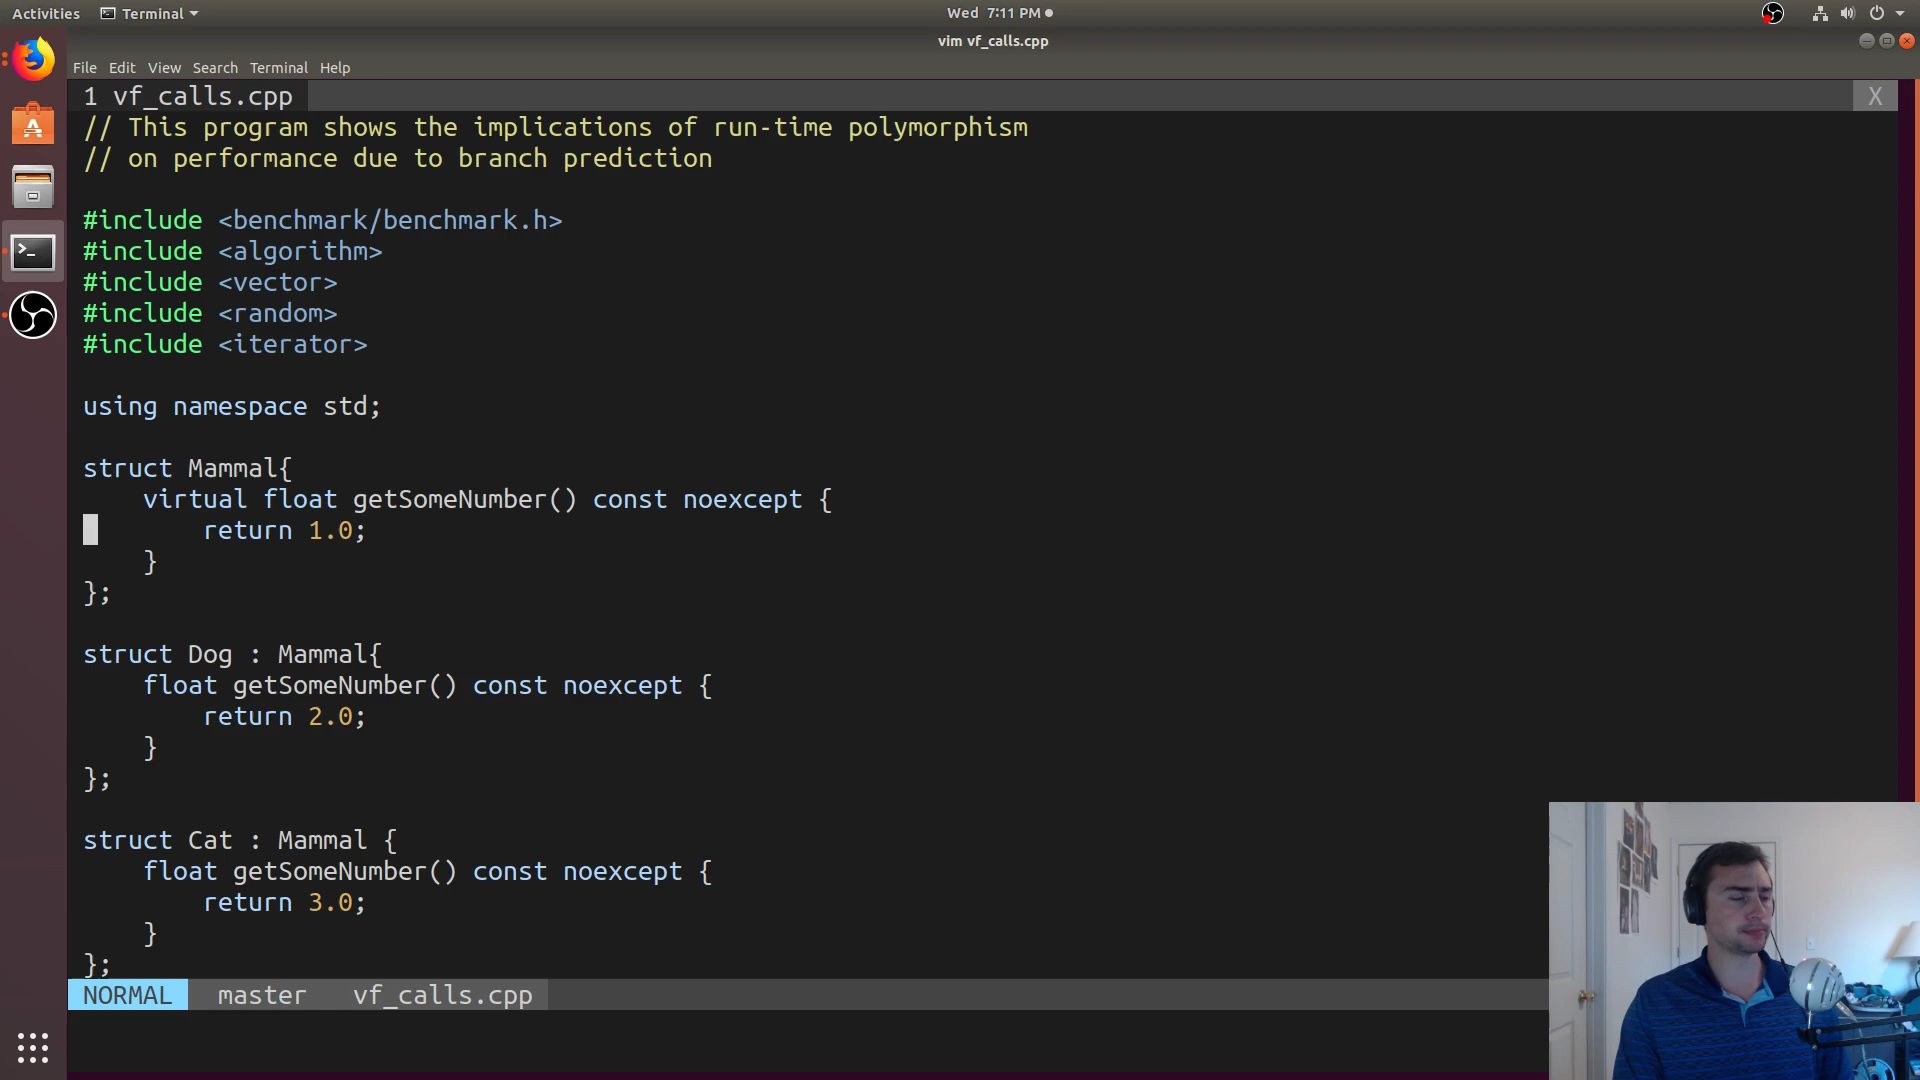 Activities Terminal Wed 7:11 PM
vim vf_calls.cpp
File Edit View Search Terminal Help
1 vf_calls.cpp X
// This program shows the implications of run-time polymorphism
// on performance due to branch prediction
#include <benchmark/benchmark.h>
#include <algorithm>
#include <vector>
#include <random>
#include <iterator>
using namespace std;
struct Mammal{
virtual float getSomeNumber() const noexcept {
return 1.0;
}
};
struct Dog : Mammal{
float getSomeNumber() const noexcept {
return 2.0;
}
};
struct Cat : Mammal {
float getSomeNumber() const noexcept {
return 3.0;
}
};
NORMAL master vf_calls.cpp